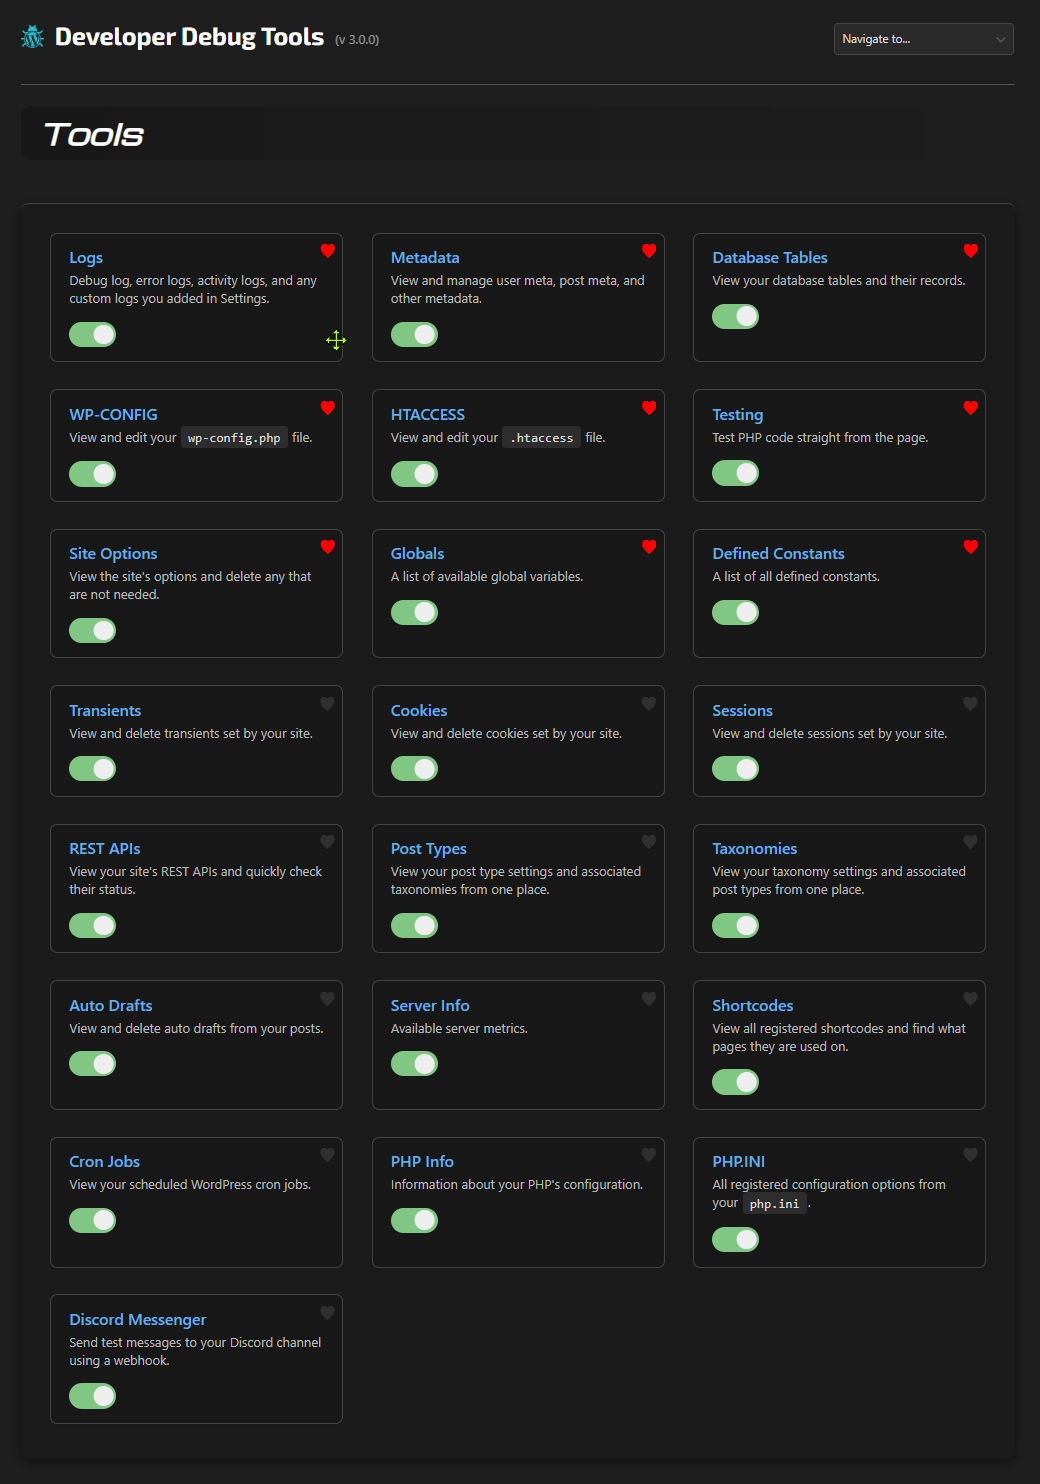 Developer Debug Tools (v 3.0.0)
Navigate to...
Tools
Logs
Debug log, error logs, activity logs, and any
custom logs you added in Settings.
Metadata
View and manage user meta, post meta, and
other metadata.
Database Tables
View your database tables and their records.
WP-CONFIG
View and edit your wp-config.php file.
HTACCESS
View and edit your .htaccess file.
Testing
Test PHP code straight from the page.
Site Options
View the site's options and delete any that
are not needed.
Globals
A list of available global variables.
Defined Constants
A list of all defined constants.
Transients
View and delete transients set by your site.
Cookies
View and delete cookies set by your site.
Sessions
View and delete sessions set by your site.
REST APIs
View your site's REST APIs and quickly check
their status.
Post Types
View your post type settings and associated
taxonomies from one place.
Taxonomies
View your taxonomy settings and associated
post types from one place.
Auto Drafts
View and delete auto drafts from your posts.
Server Info
Available server metrics.
Shortcodes
View all registered shortcodes and find what
pages they are used on.
Cron Jobs
View your scheduled WordPress cron jobs.
PHP Info
Information about your PHP's configuration.
PHP.INI
All registered configuration options from
your php.ini .
Discord Messenger
Send test messages to your Discord channel
using a webhook.